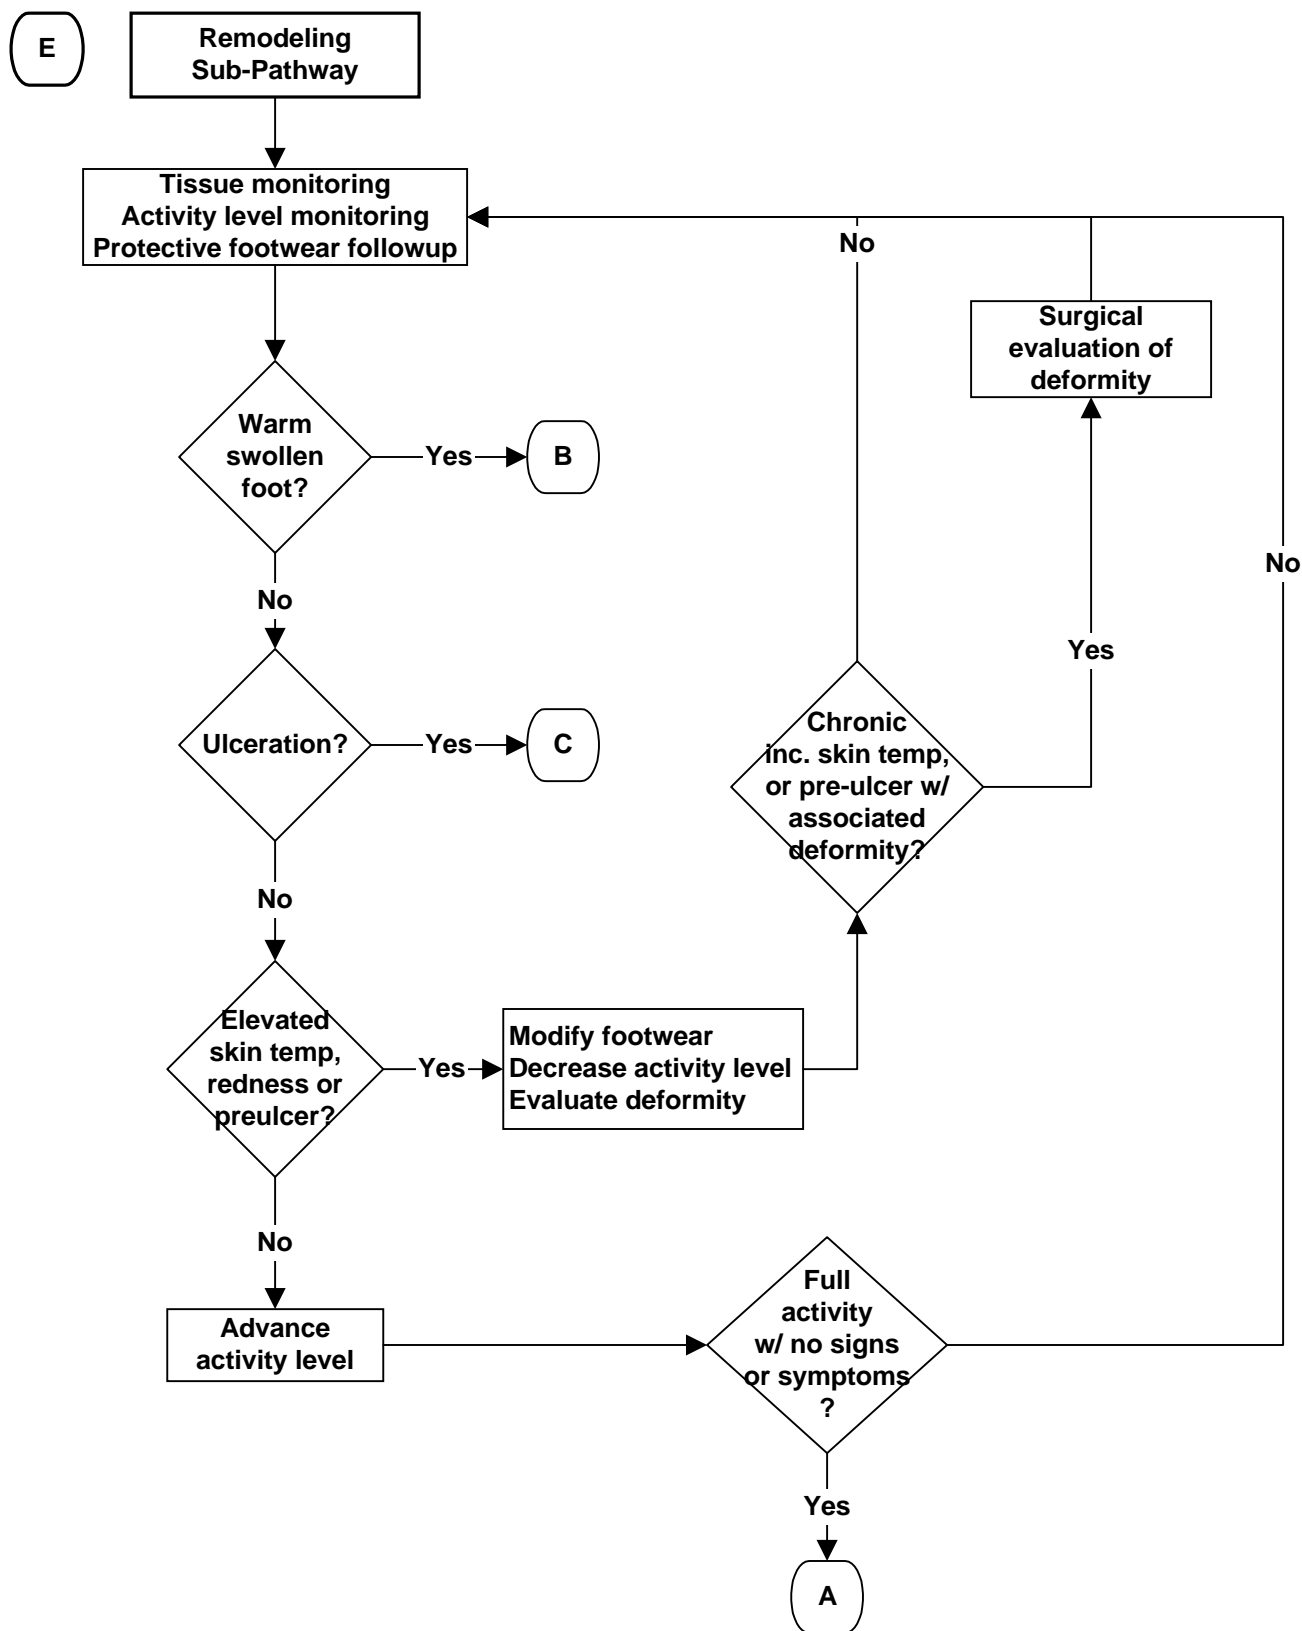 E
Remodeling
Sub-Pathway
Tissue monitoring
Activity level monitoring
Protective footwear followup
No
Surgical
evaluation of
deformity
Warm
swollen
foot?
Yes
B
No
No
Yes
Ulceration?
Yes
C
Chronic
inc. skin temp,
or pre-ulcer w/
associated
deformity?
No
Elevated
skin temp,
redness or
preulcer?
Yes
Modify footwear
Decrease activity level
Evaluate deformity
No
Advance
activity level
Full
activity
w/ no signs
or symptoms
?
Yes
A